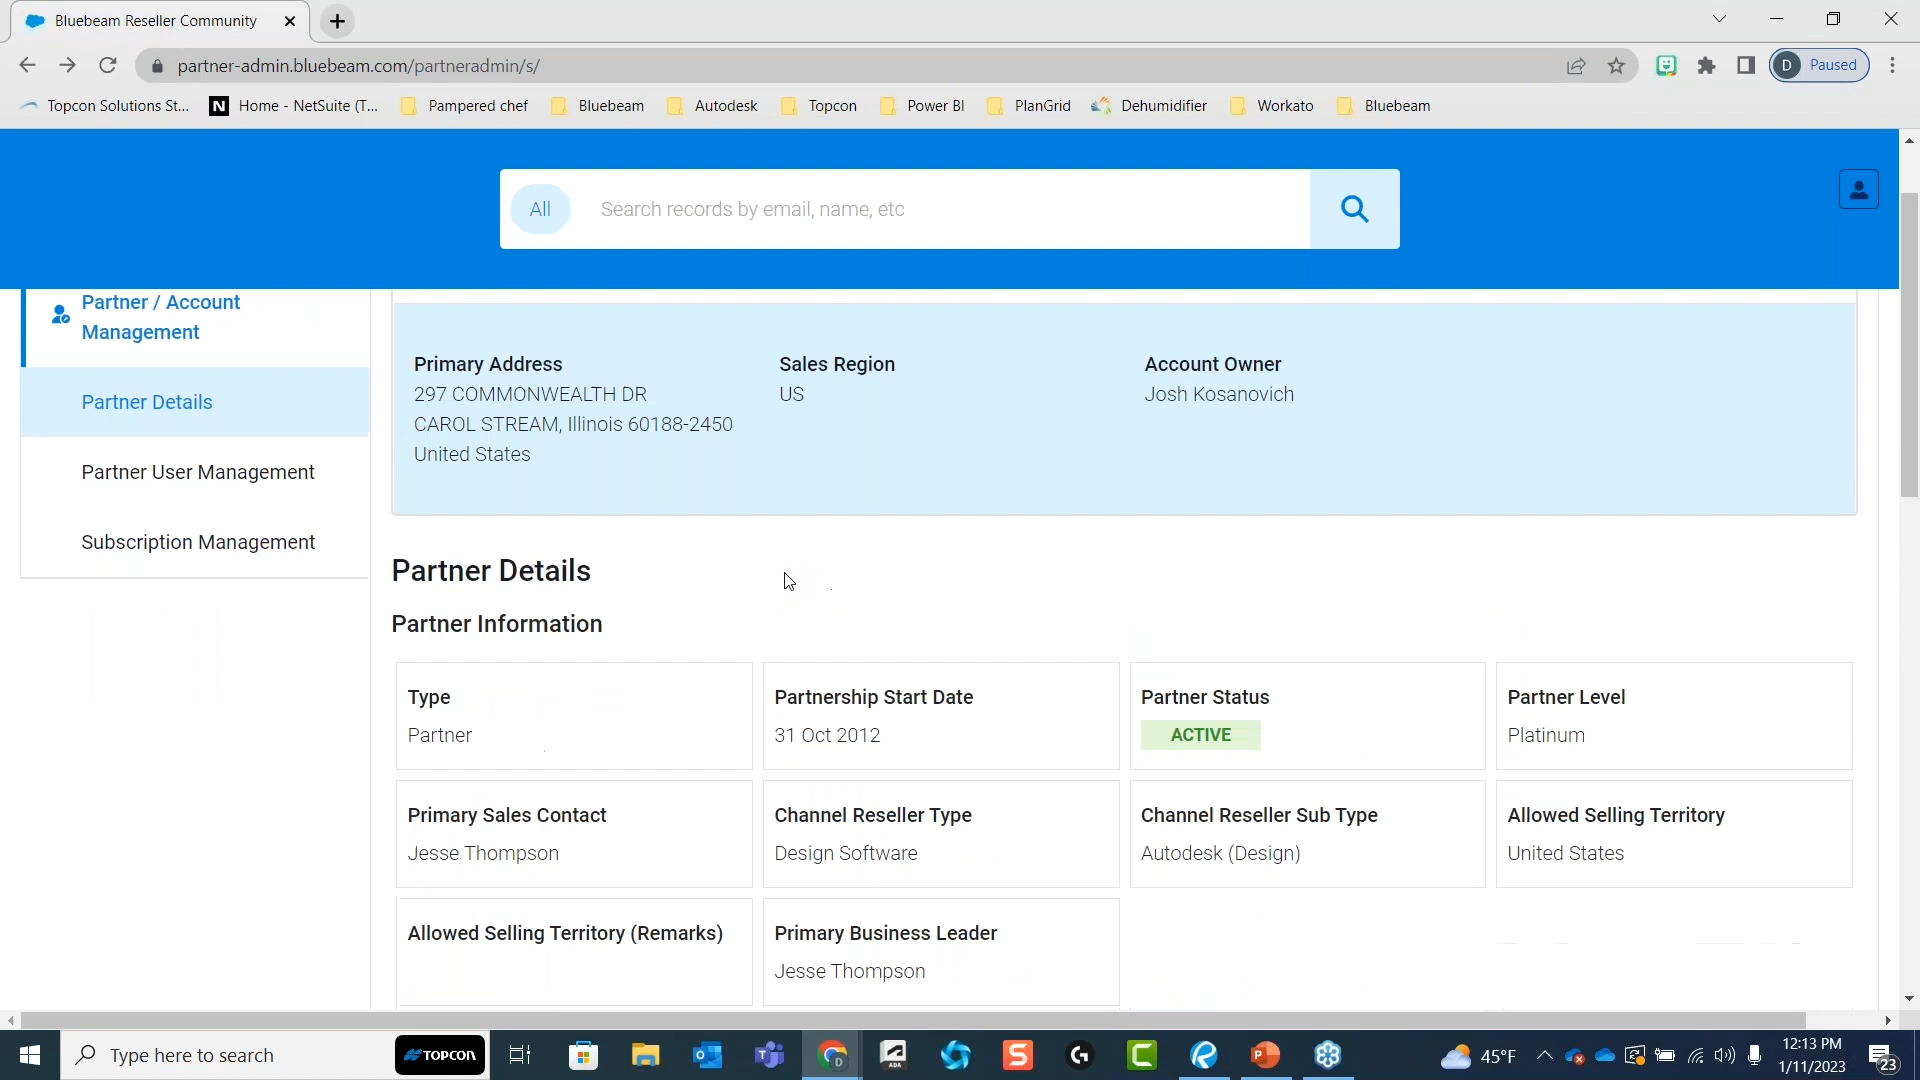 Bluebeam Reseller Community
partner-admin.bluebeam.com/partneradmin/s/
D Paused
Topcon Solutions St...
N Home - NetSuite (T...
Pampered chef
Bluebeam
Autodesk
Topcon
Power BI
PlanGrid
Dehumidifier
Workato
Bluebeam
All
Search records by email, name, etc
Partner / Account
Management
Partner Details
Partner User Management
Subscription Management
Primary Address
297 COMMONWEALTH DR
CAROL STREAM, Illinois 60188-2450
United States
Sales Region
US
Account Owner
Josh Kosanovich
Partner Details
Partner Information
Type
Partner
Partnership Start Date
31 Oct 2012
Partner Status
ACTIVE
Partner Level
Platinum
Primary Sales Contact
Jesse Thompson
Channel Reseller Type
Design Software
Channel Reseller Sub Type
Autodesk (Design)
Allowed Selling Territory
United States
Allowed Selling Territory (Remarks)
Primary Business Leader
Jesse Thompson
Type here to search
TOPCON
45°F
12:13 PM
1/11/2023
23